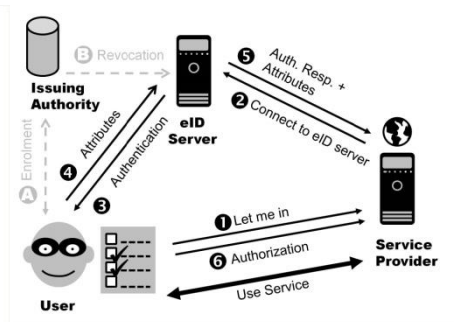 B Revocation
Issuing
Authority
eID
Server
5 Auth. Resp. +
Attributes
2 Connect to eID server
A Enrolment
4 Attributes
3 Authentication
1 Let me in
6 Authorization
Use Service
User
Service
Provider